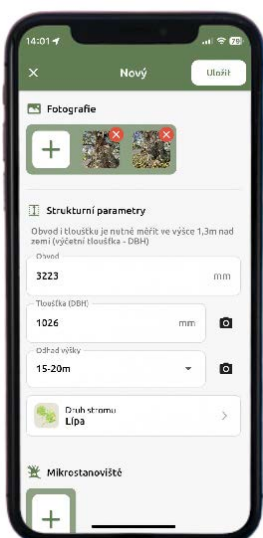 14:01
79
Nový
Uložit
Fotografie
Strukturní parametry
Obvod i tloušťku je nutné měřit ve výšce 1,3m nad
zemí (výčetní tloušťka - DBH)
Obvod
3223 mm
Tloušťka (DBH)
1026 mm
Odhad výšky
15-20m
Druh stromu
Lípa
Mikrostanoviště